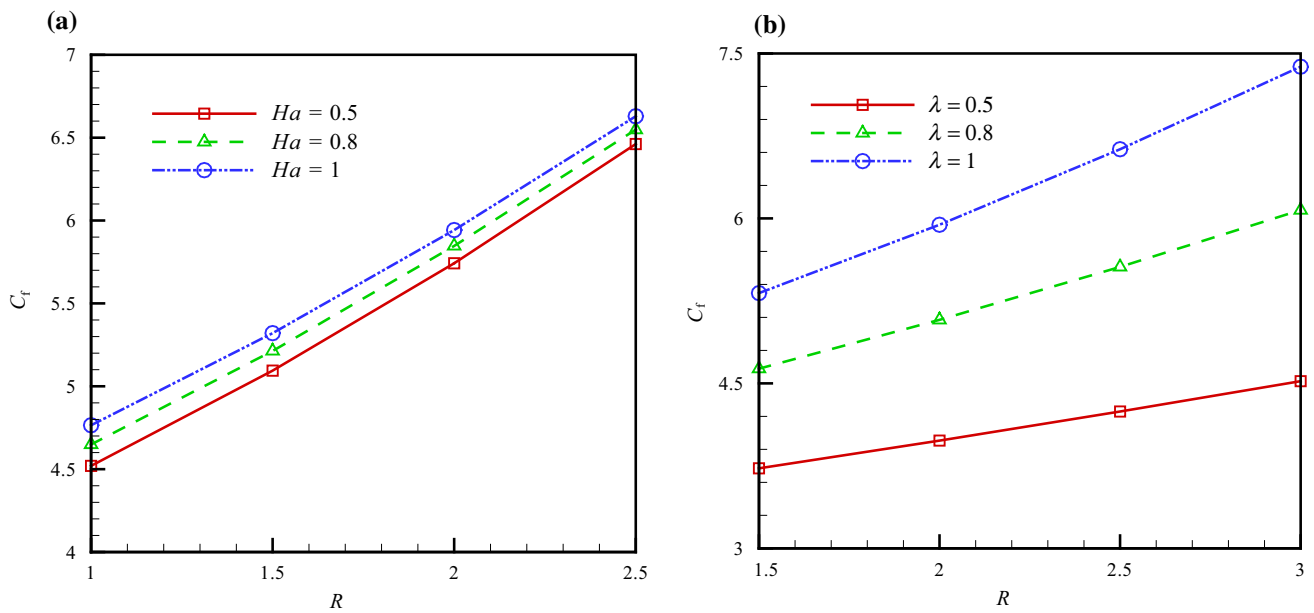 (a)
7
6.5
6
5.5
5
4.5
4
C_f
Ha = 0.5
Ha = 0.8
Ha = 1
1 1.5 2 2.5
R
(b)
7.5
6
4.5
3
C_f
λ = 0.5
λ = 0.8
λ = 1
1.5 2 2.5 3
R